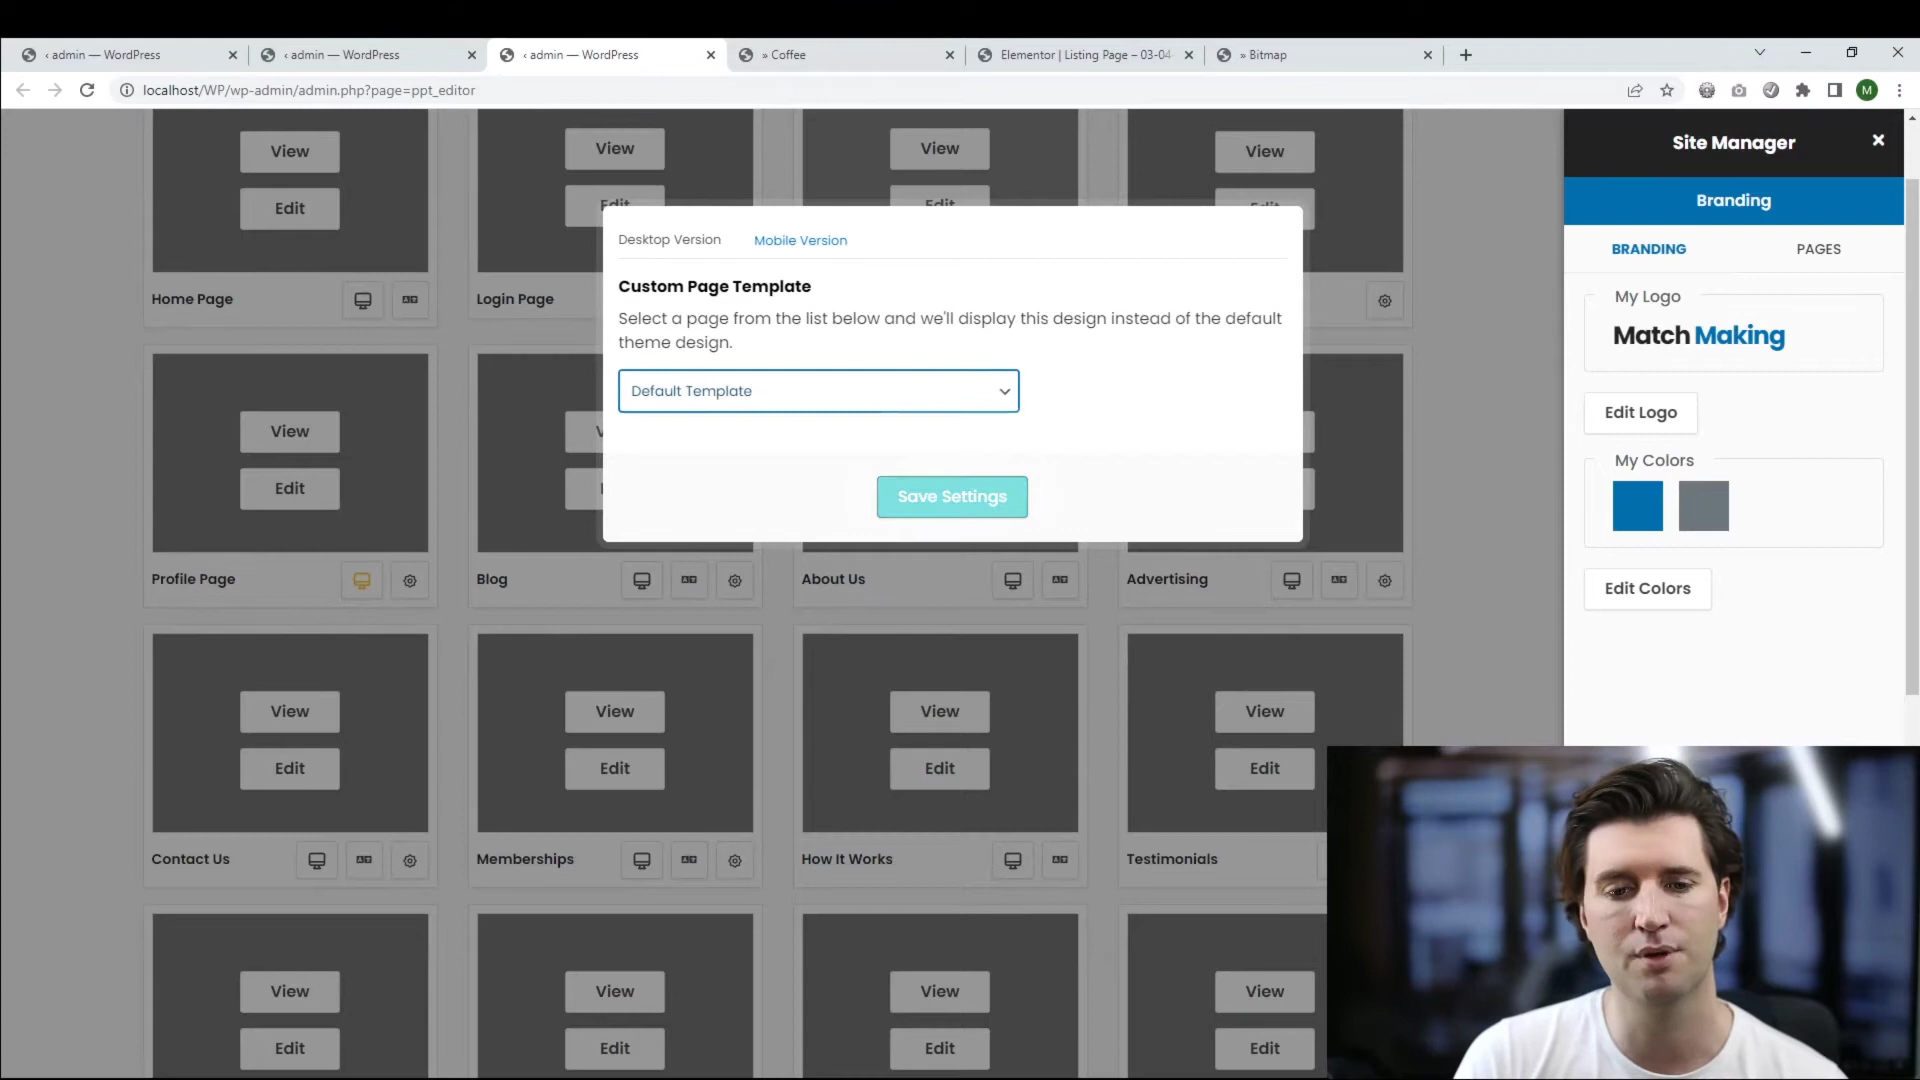 ‹ admin — WordPress
‹ admin — WordPress
‹ admin — WordPress
» Coffee
Elementor | Listing Page – 03-04
» Bitmap
localhost/WP/wp-admin/admin.php?page=ppt_editor
M
View
View
View
View
Edit
Edit
Edit
Edit
Home Page
Login Page
Desktop Version
Mobile Version
Custom Page Template
Select a page from the list below and we'll display this design instead of the default
theme design.
Default Template
Save Settings
View
Edit
Profile Page
Blog
About Us
Advertising
View
View
View
View
Edit
Edit
Edit
Edit
Contact Us
Memberships
How It Works
Testimonials
View
View
View
View
Edit
Edit
Edit
Edit
Site Manager
Branding
BRANDING
PAGES
My Logo
Match Making
Edit Logo
My Colors
Edit Colors